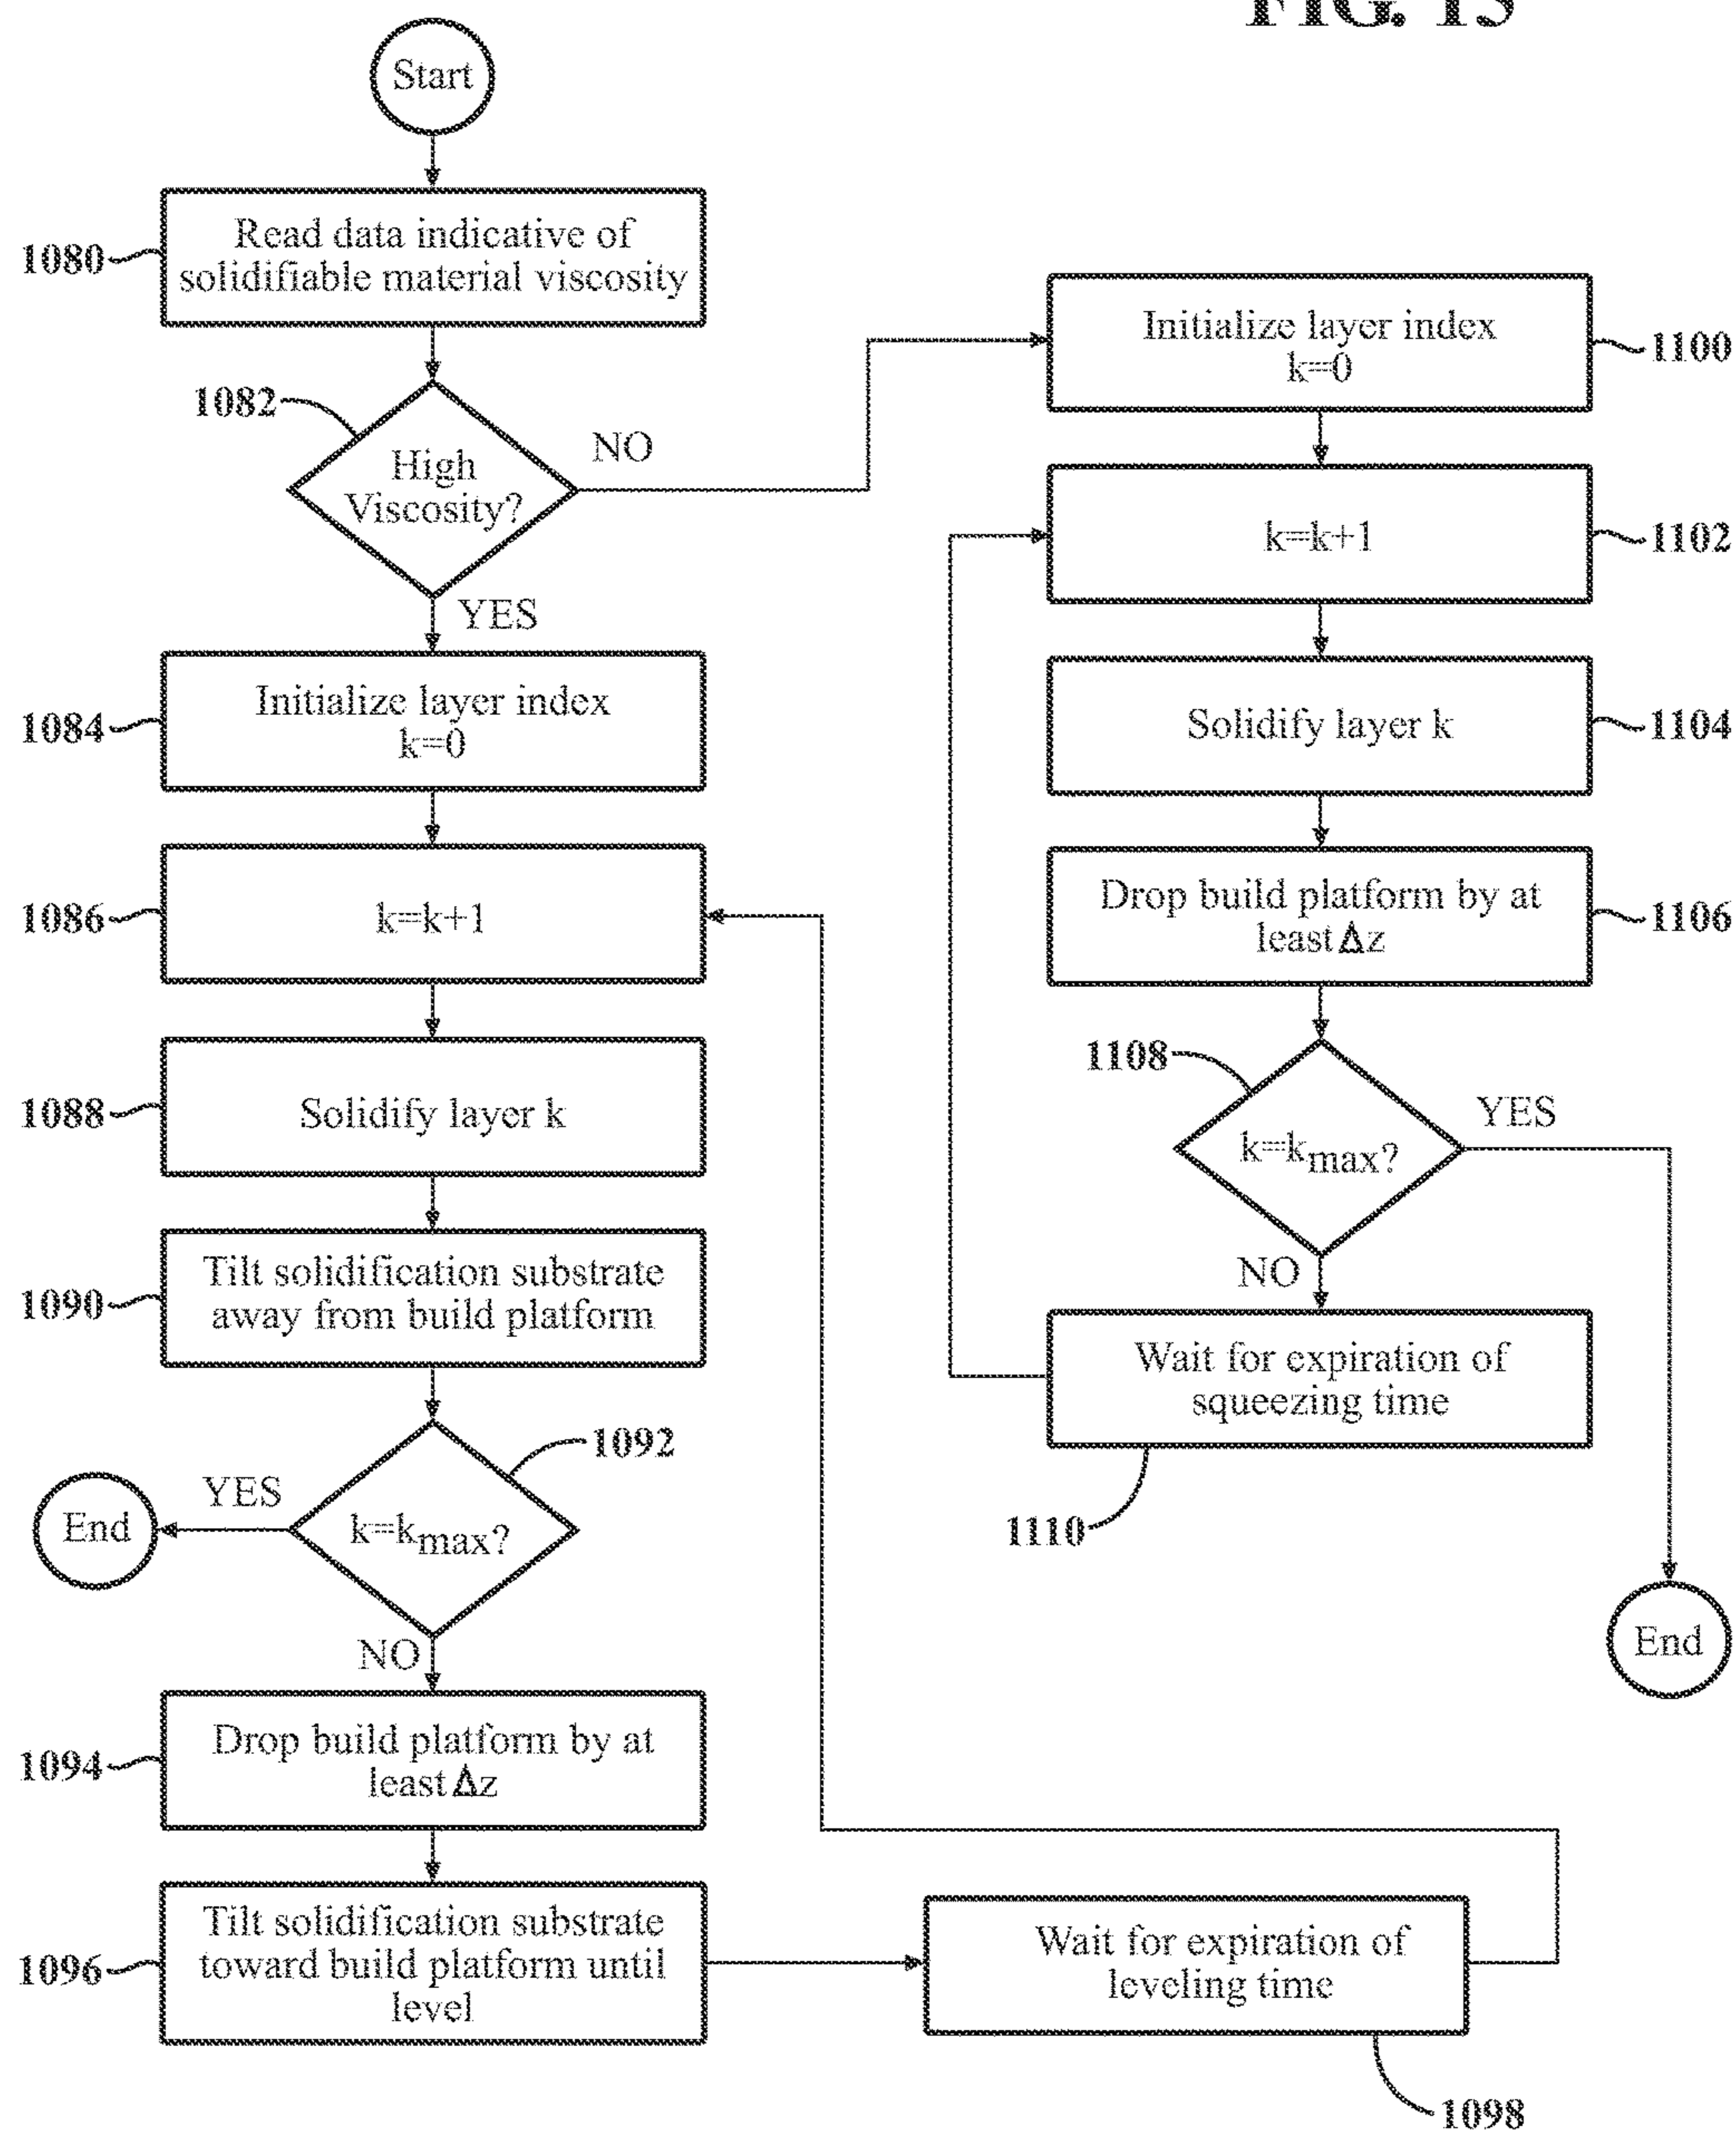 FIG. 15
Start
1080
Read data indicative of
solidifiable material viscosity
1082
High
Viscosity?
NO
YES
1084
Initialize layer index
k=0
1086
k=k+1
1088
Solidify layer k
1090
Tilt solidification substrate
away from build platform
1092
k=kmax?
YES
End
NO
1094
Drop build platform by at
least Δz
1096
Tilt solidification substrate
toward build platform until
level
Wait for expiration of
leveling time
1098
Initialize layer index
k=0
1100
k=k+1
1102
Solidify layer k
1104
Drop build platform by at
least Δz
1106
1108
k=kmax?
YES
NO
Wait for expiration of
squeezing time
1110
End